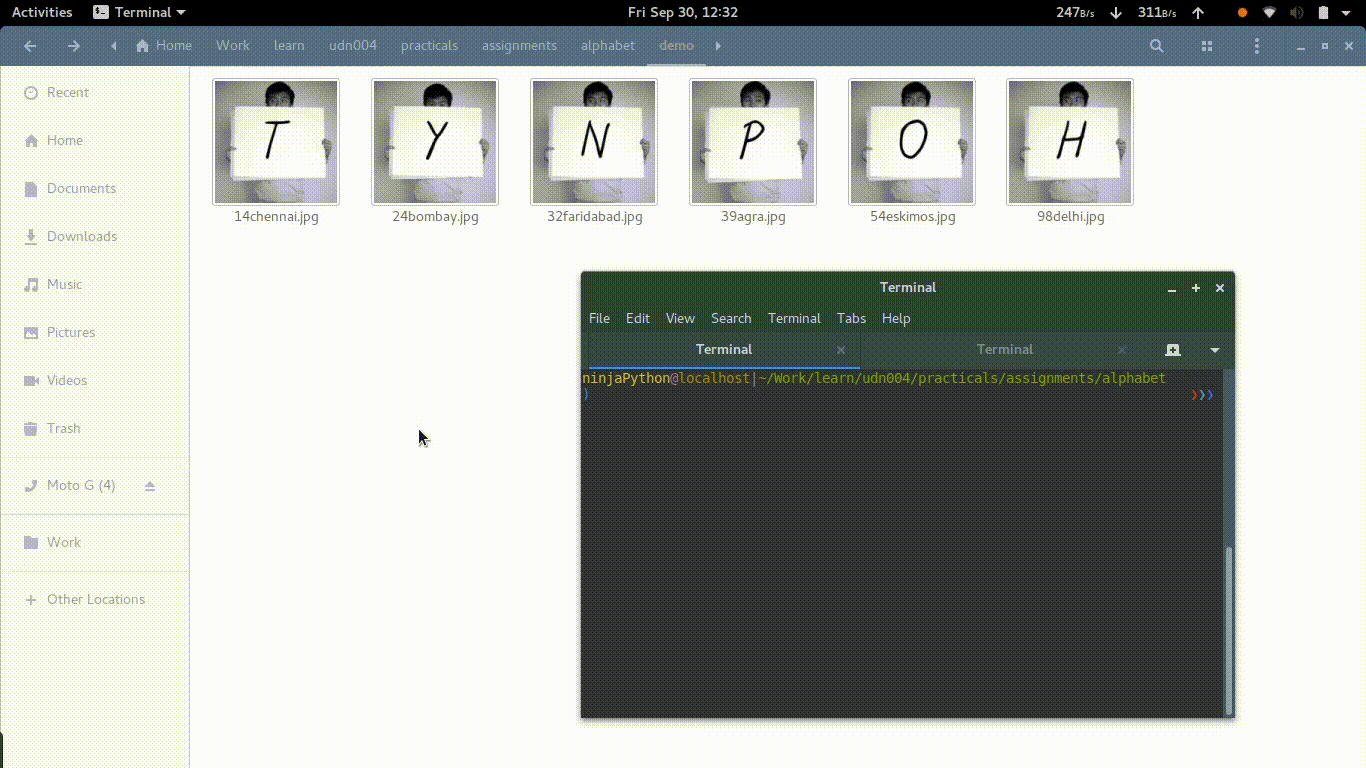 Activities Terminal Fri Sep 30, 12:32 247B/s 311B/s
Home Work learn udn004 practicals assignments alphabet demo
Recent
Home
Documents
Downloads
Music
Pictures
Videos
Trash
Moto G (4)
Work
Other Locations
T Y N P O H
14chennai.jpg 24bombay.jpg 32faridabad.jpg 39agra.jpg 54eskimos.jpg 98delhi.jpg
Terminal
File Edit View Search Terminal Tabs Help
Terminal Terminal
ninjaPython@localhost|~/Work/learn/udn004/practicals/assignments/alphabet
) ❯❯❯